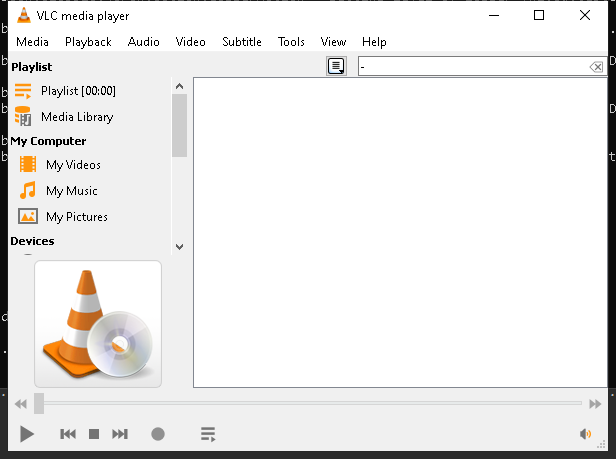 VLC media player
Media Playback Audio Video Subtitle Tools View Help
Playlist
-
Playlist [00:00]
Media Library
My Computer
My Videos
My Music
My Pictures
Devices